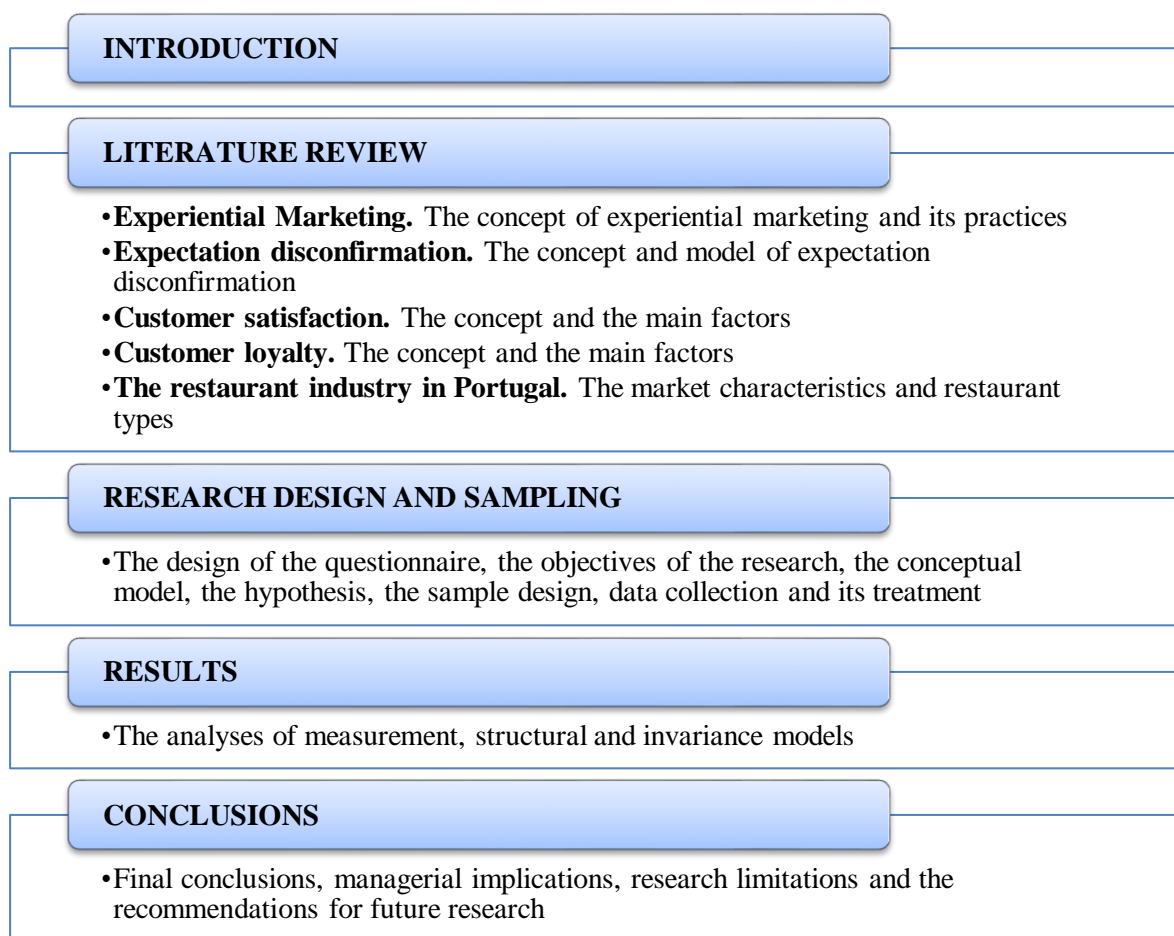 INTRODUCTION
LITERATURE REVIEW
•Experiential Marketing. The concept of experiential marketing and its practices
•Expectation disconfirmation. The concept and model of expectation
disconfirmation
•Customer satisfaction. The concept and the main factors
•Customer loyalty. The concept and the main factors
•The restaurant industry in Portugal. The market characteristics and restaurant
types
RESEARCH DESIGN AND SAMPLING
•The design of the questionnaire, the objectives of the research, the conceptual
model, the hypothesis, the sample design, data collection and its treatment
RESULTS
•The analyses of measurement, structural and invariance models
CONCLUSIONS
•Final conclusions, managerial implications, research limitations and the
recommendations for future research